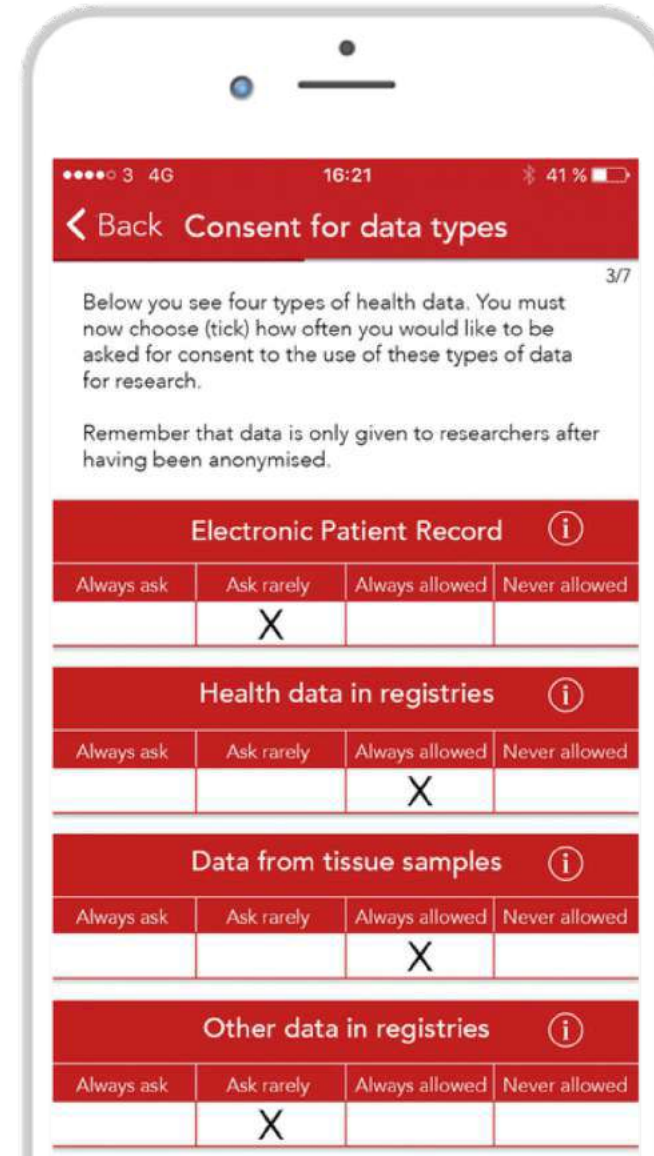 3 4G 16:21 41 %
Back Consent for data types
3/7
Below you see four types of health data. You must
now choose (tick) how often you would like to be
asked for consent to the use of these types of data
for research.
Remember that data is only given to researchers after
having been anonymised.
Electronic Patient Record i
Always ask Ask rarely Always allowed Never allowed
X
Health data in registries i
Always ask Ask rarely Always allowed Never allowed
X
Data from tissue samples i
Always ask Ask rarely Always allowed Never allowed
X
Other data in registries i
Always ask Ask rarely Always allowed Never allowed
X